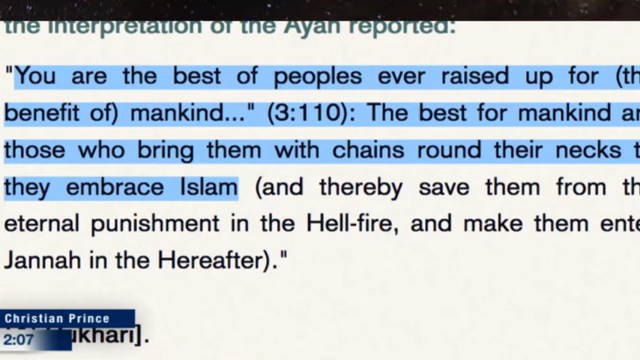 the interpretation of the Ayah reported:
"You are the best of peoples ever raised up for (th
benefit of) mankind..." (3:110): The best for mankind ar
those who bring them with chains round their necks t
they embrace Islam (and thereby save them from th
eternal punishment in the Hell-fire, and make them ente
Jannah in the Hereafter)."
Christian Prince
2:07 ukhari].